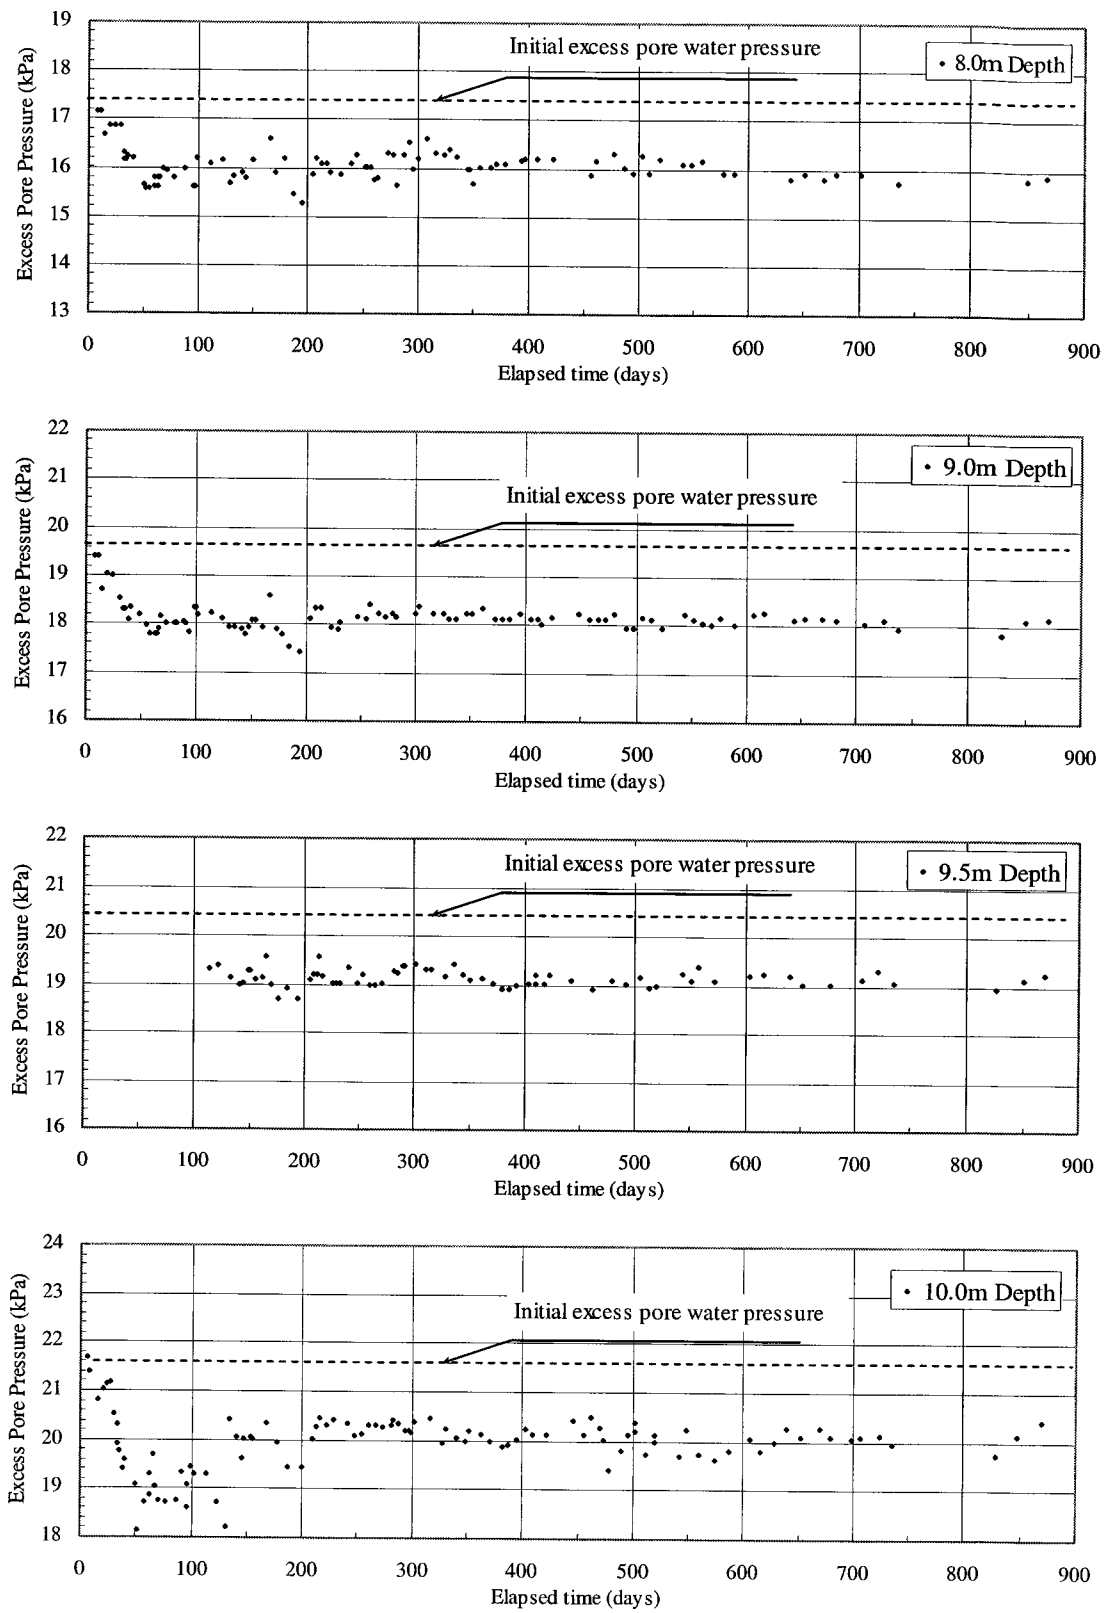 19
18
17
16
15
14
13
Excess Pore Pressure (kPa)
Initial excess pore water pressure
8.0m Depth
0 100 200 300 400 500 600 700 800 900
Elapsed time (days)
22
21
20
19
18
17
16
Excess Pore Pressure (kPa)
Initial excess pore water pressure
9.0m Depth
0 100 200 300 400 500 600 700 800 900
Elapsed time (days)
22
21
20
19
18
17
16
Excess Pore Pressure (kPa)
Initial excess pore water pressure
9.5m Depth
0 100 200 300 400 500 600 700 800 900
Elapsed time (days)
24
23
22
21
20
19
18
Excess Pore Pressure (kPa)
Initial excess pore water pressure
10.0m Depth
0 100 200 300 400 500 600 700 800 900
Elapsed time (days)